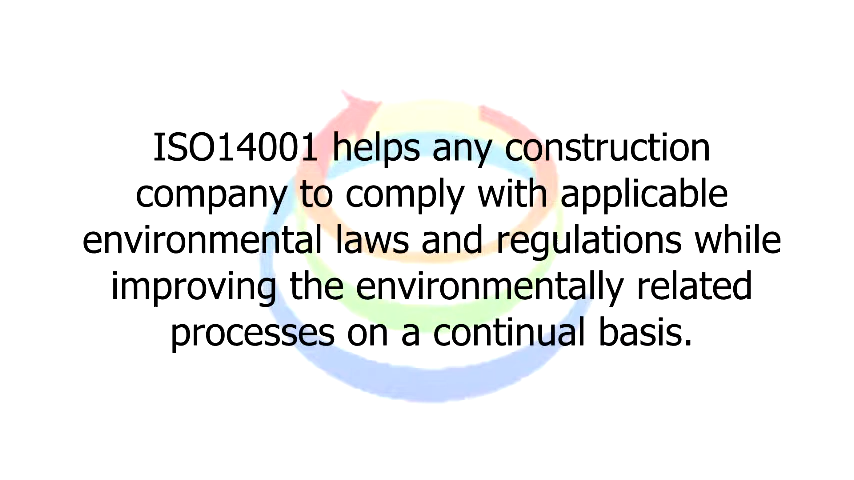 ISO14001 helps any construction
company to comply with applicable
environmental laws and regulations while
improving the environmentally related
processes on a continual basis.